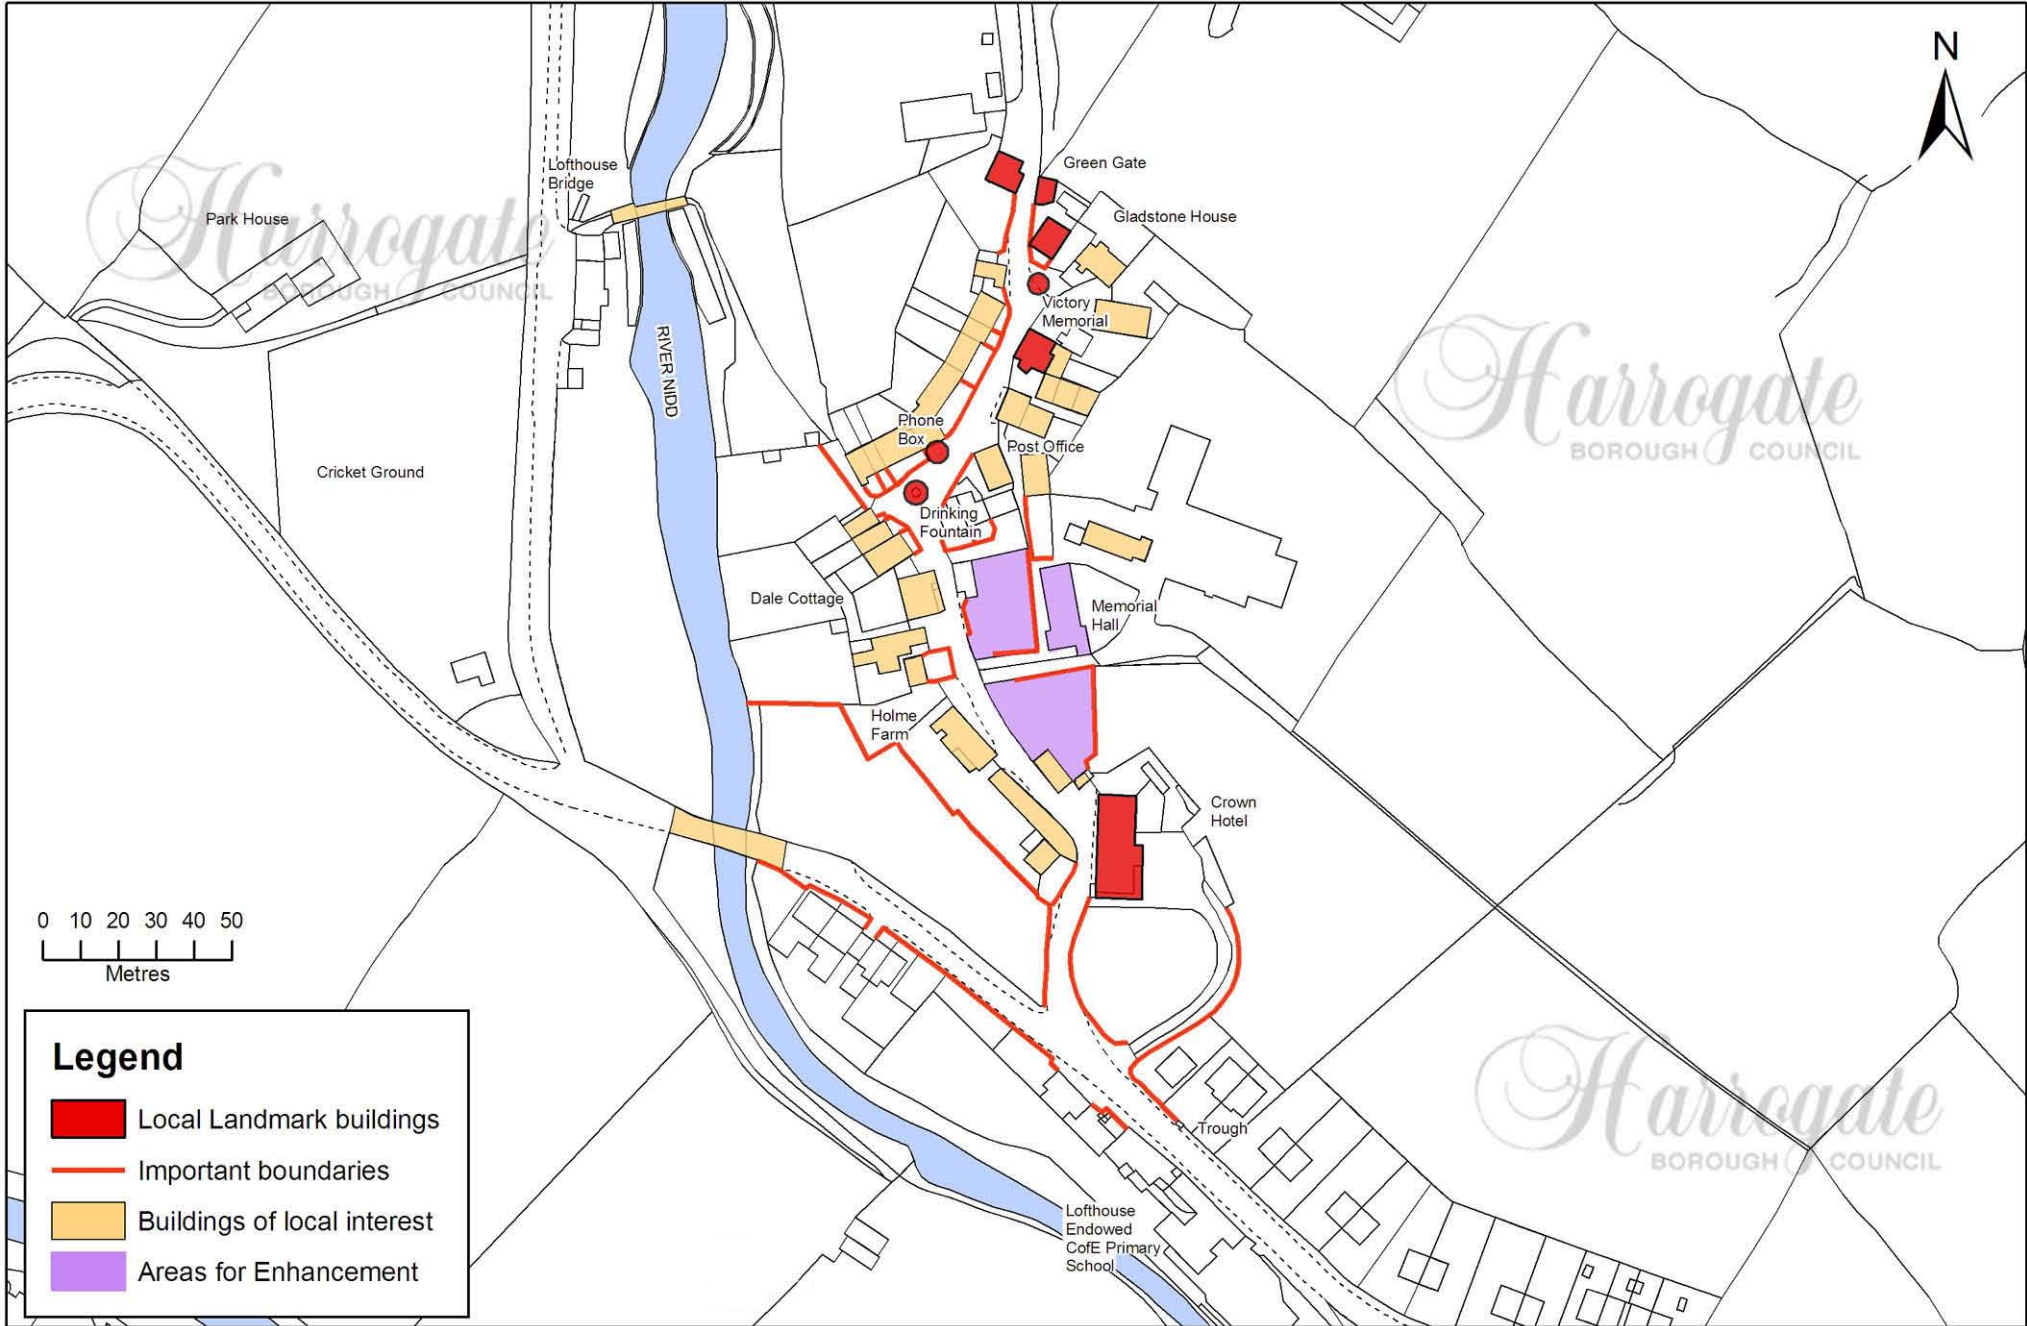 N
Green Gate
Lofthouse
Bridge
Park House
Gladstone House
Harrogate
BOROUGH COUNCIL
Victory
Memorial
RIVER NIDD
Harrogate
BOROUGH COUNCIL
Phone
Box
Post Office
Cricket Ground
Drinking
Fountain
Dale Cottage
Memorial
Hall
Holme
Farm
Crown
Hotel
0 10 20 30 40 50
Metres
Legend
Local Landmark buildings
Important boundaries
Buildings of local interest
Areas for Enhancement
Harrogate
BOROUGH COUNCIL
Trough
Lofthouse
Endowed
CofE Primary
School